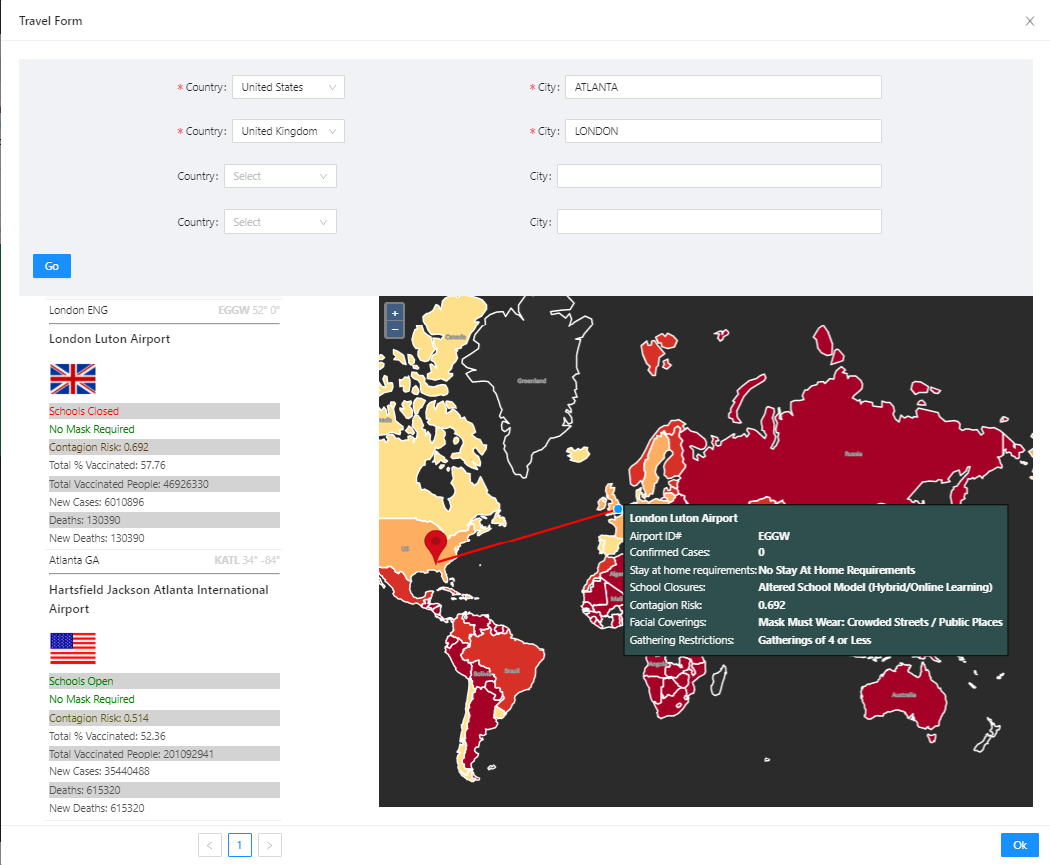 Travel Form
* Country: United States
* City: ATLANTA
* Country: United Kingdom
* City: LONDON
Country: Select
City:
Country: Select
City:
Go
London ENG EGGW 52° 0°
London Luton Airport
Schools Closed
No Mask Required
Contagion Risk: 0.692
Total % Vaccinated: 57.76
Total Vaccinated People: 46926330
New Cases: 6010896
Deaths: 130390
New Deaths: 130390
Atlanta GA KATL 34° -84°
Hartsfield Jackson Atlanta International
Airport
Schools Open
No Mask Required
Contagion Risk: 0.514
Total % Vaccinated: 52.36
Total Vaccinated People: 201092941
New Cases: 35440488
Deaths: 615320
New Deaths: 615320
+
−
Canada
Greenland
Russia
US
Brazil
Bolivia
Angola
Australia
London Luton Airport
Airport ID# EGGW
Confirmed Cases: 0
Stay at home requirements: No Stay At Home Requirements
School Closures: Altered School Model (Hybrid/Online Learning)
Contagion Risk: 0.692
Facial Coverings: Mask Must Wear: Crowded Streets / Public Places
Gathering Restrictions: Gatherings of 4 or Less
< 1 >
Ok